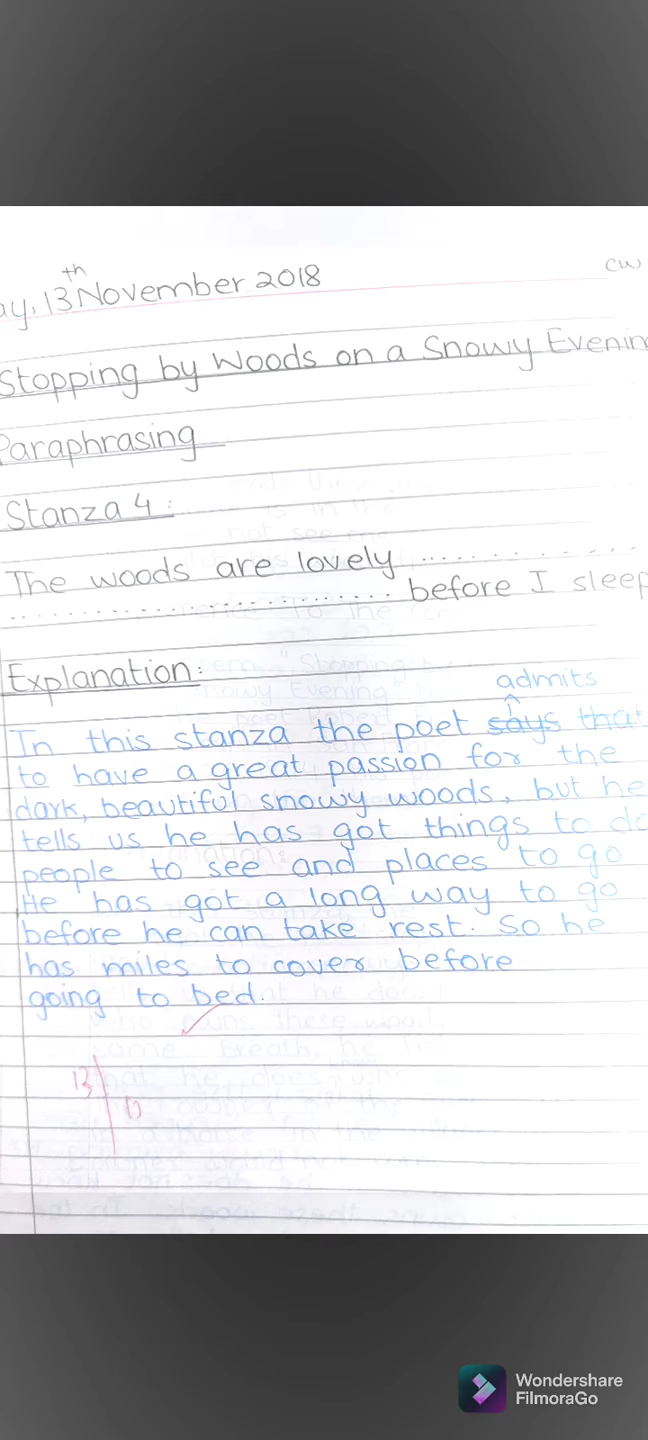 ay, 13th November 2018
CW
Stopping by Woods on a Snowy Evenin
Paraphrasing
Stanza 4:
The woods are lovely ............
........................ before I sleep
Explanation:
admits
In this stanza the poet says that
to have a great passion for the
dark, beautiful snowy woods, but he
tells us he has got things to do
people to see and places to go
He has got a long way to go
before he can take rest. So he
has miles to cover before
going to bed.
13
Wondershare
FilmoraGo